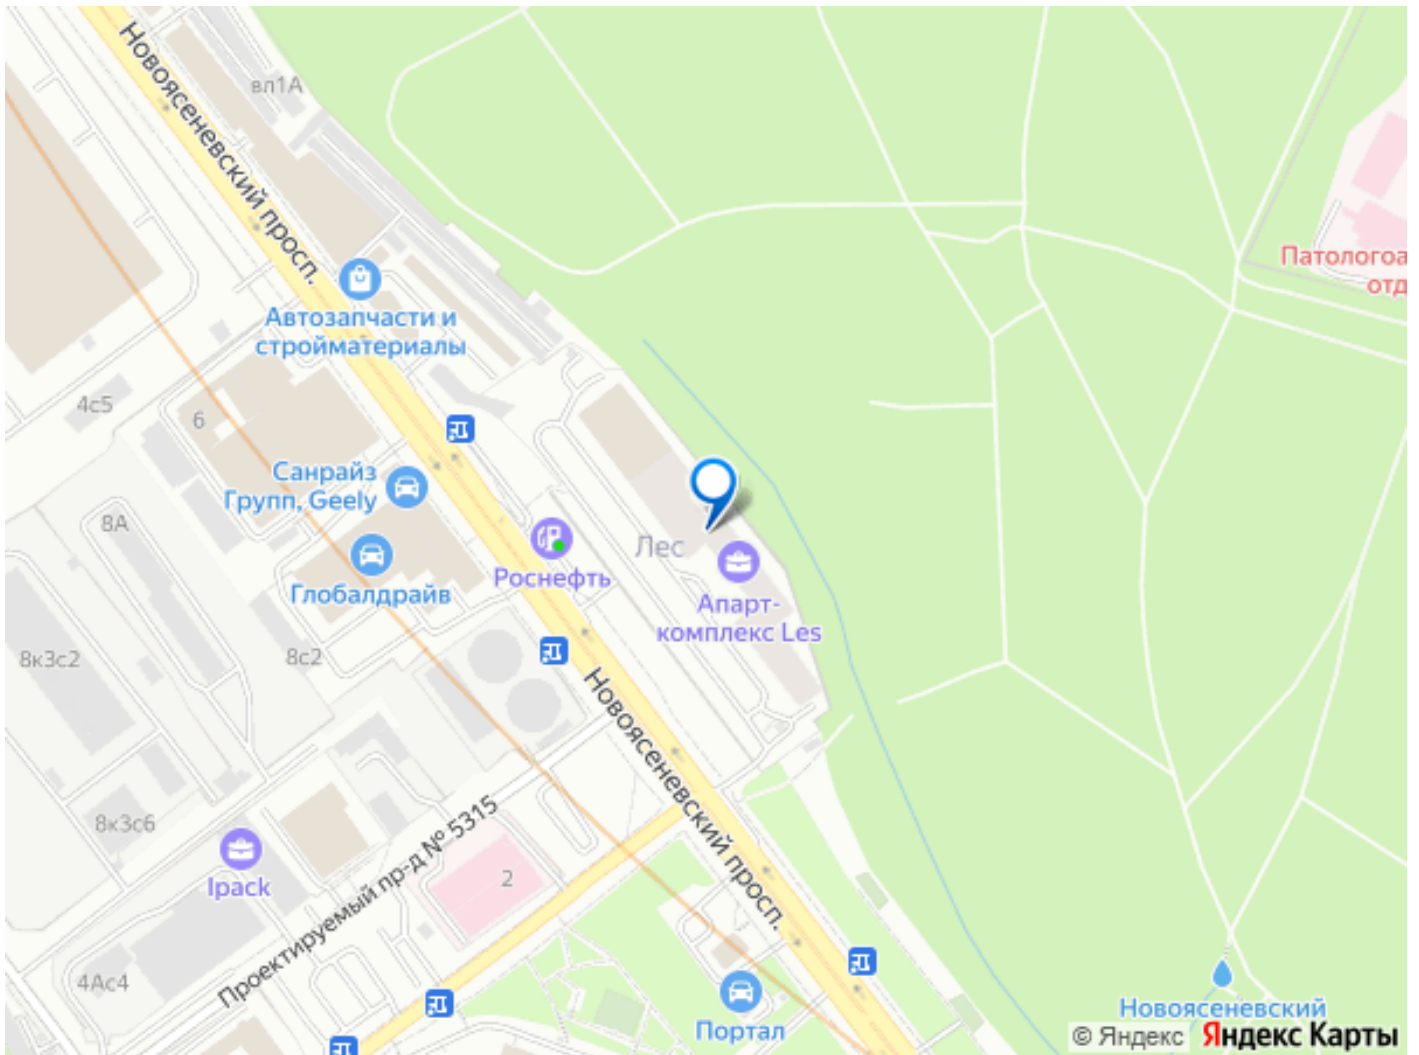 вл1А
Новоясеневский просп.
Патологоа
отд
Автозапчасти и
стройматериалы
4с5
6
Санрайз
Групп, Geely
8А
Лес
Роснефть
Глобалдрайв
Апарт-
комплекс Les
8к3с2
8с2
Новоясеневский просп.
8к3с6
Проектируемый пр-д № 5315
Ipack
2
4Ас4
Портал
Новоясеневский
© Яндекс Яндекс Карты